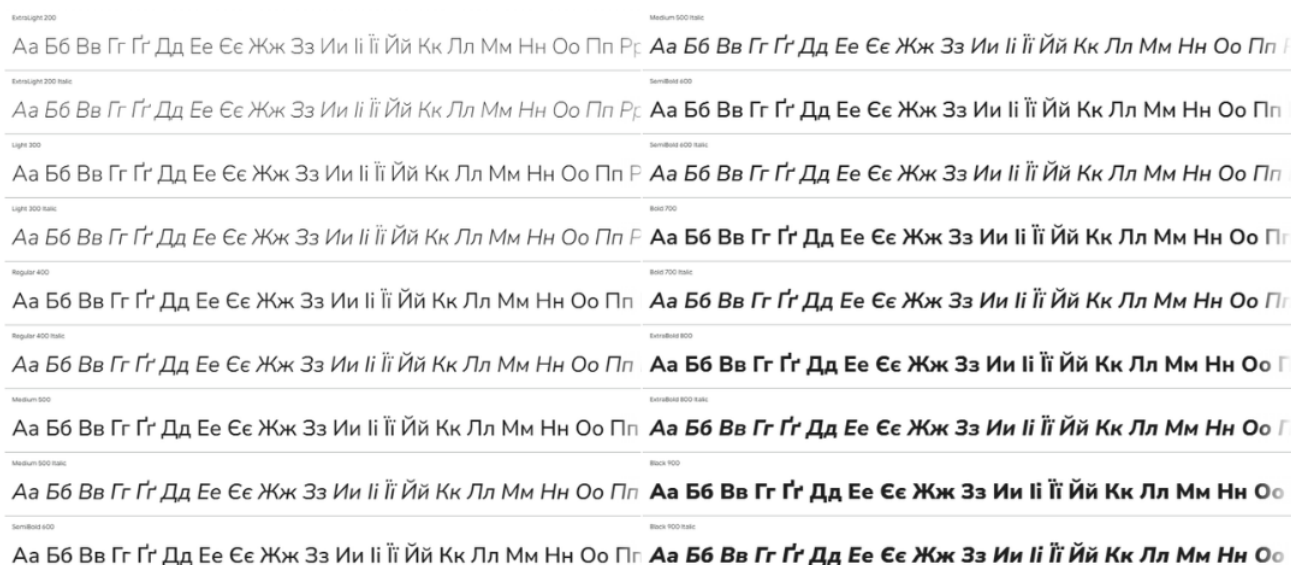 ExtraLight 200
Аа Бб Вв Гг Ґґ Дд Ее Єє Жж Зз Ии Іі Її Йй Кк Лл Мм Нн Оо Пп Рр
ExtraLight 200 Italic
Аа Бб Вв Гг Ґґ Дд Ее Єє Жж Зз Ии Іі Її Йй Кк Лл Мм Нн Оо Пп Рр
Light 300
Аа Бб Вв Гг Ґґ Дд Ее Єє Жж Зз Ии Іі Її Йй Кк Лл Мм Нн Оо Пп Р
Light 300 Italic
Аа Бб Вв Гг Ґґ Дд Ее Єє Жж Зз Ии Іі Її Йй Кк Лл Мм Нн Оо Пп Р
Regular 400
Аа Бб Вв Гг Ґґ Дд Ее Єє Жж Зз Ии Іі Її Йй Кк Лл Мм Нн Оо Пп
Regular 400 Italic
Аа Бб Вв Гг Ґґ Дд Ее Єє Жж Зз Ии Іі Її Йй Кк Лл Мм Нн Оо Пп
Medium 500
Аа Бб Вв Гг Ґґ Дд Ее Єє Жж Зз Ии Іі Її Йй Кк Лл Мм Нн Оо Пп
Medium 500 Italic
Аа Бб Вв Гг Ґґ Дд Ее Єє Жж Зз Ии Іі Її Йй Кк Лл Мм Нн Оо Пп
SemiBold 600
Аа Бб Вв Гг Ґґ Дд Ее Єє Жж Зз Ии Іі Її Йй Кк Лл Мм Нн Оо Пп
Medium 500 Italic
Аа Бб Вв Гг Ґґ Дд Ее Єє Жж Зз Ии Іі Її Йй Кк Лл Мм Нн Оо Пп
SemiBold 600
Аа Бб Вв Гг Ґґ Дд Ее Єє Жж Зз Ии Іі Її Йй Кк Лл Мм Нн Оо Пп
SemiBold 600 Italic
Аа Бб Вв Гг Ґґ Дд Ее Єє Жж Зз Ии Іі Її Йй Кк Лл Мм Нн Оо Пп
Bold 700
Аа Бб Вв Гг Ґґ Дд Ее Єє Жж Зз Ии Іі Її Йй Кк Лл Мм Нн Оо Пп
Bold 700 Italic
Аа Бб Вв Гг Ґґ Дд Ее Єє Жж Зз Ии Іі Її Йй Кк Лл Мм Нн Оо Пп
ExtraBold 800
Аа Бб Вв Гг Ґґ Дд Ее Єє Жж Зз Ии Іі Її Йй Кк Лл Мм Нн Оо
ExtraBold 800 Italic
Аа Бб Вв Гг Ґґ Дд Ее Єє Жж Зз Ии Іі Її Йй Кк Лл Мм Нн Оо
Black 900
Аа Бб Вв Гг Ґґ Дд Ее Єє Жж Зз Ии Іі Її Йй Кк Лл Мм Нн Оо
Black 900 Italic
Аа Бб Вв Гг Ґґ Дд Ее Єє Жж Зз Ии Іі Її Йй Кк Лл Мм Нн Оо